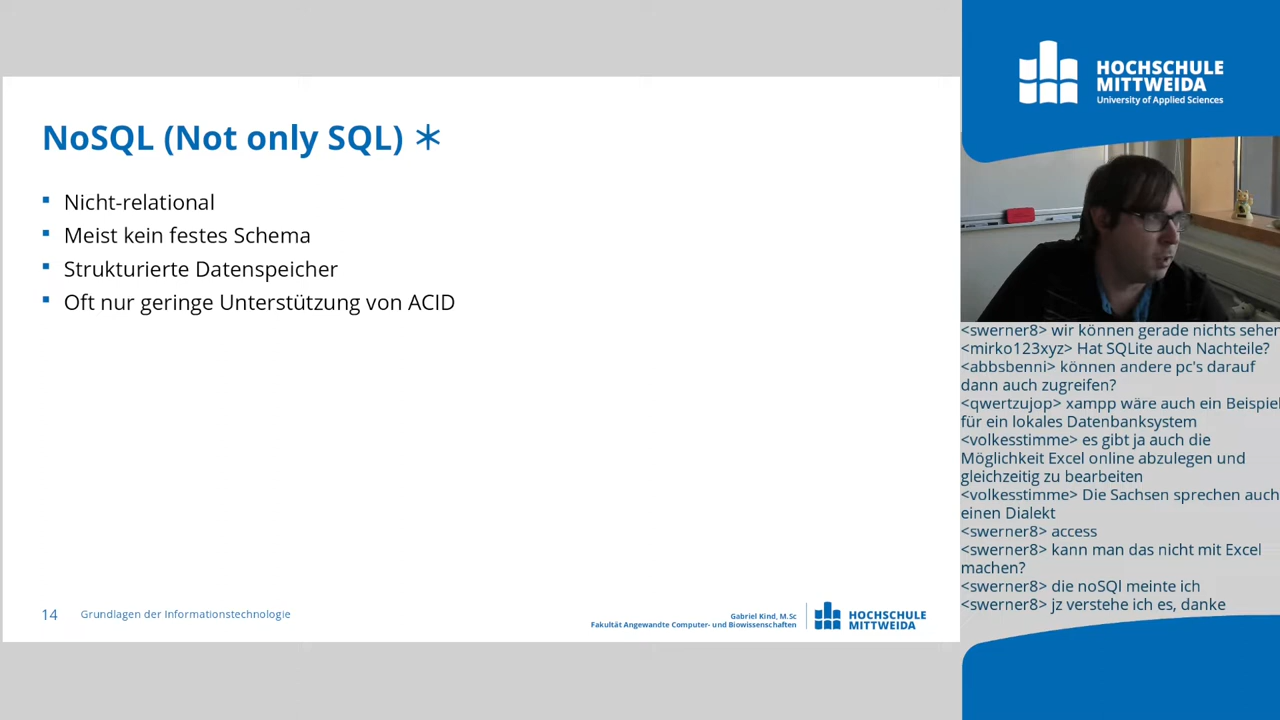 NoSQL (Not only SQL) ∗
Nicht-relational
Meist kein festes Schema
Strukturierte Datenspeicher
Oft nur geringe Unterstützung von ACID
14
Grundlagen der Informationstechnologie
Gabriel Kind, M.Sc
Fakultät Angewandte Computer- und Biowissenschaften
HOCHSCHULE
MITTWEIDA
HOCHSCHULE
MITTWEIDA
University of Applied Sciences
<swerner8> wir können gerade nichts sehen
<mirko123xyz> Hat SQLite auch Nachteile?
<abbsbenni> können andere pc's darauf
dann auch zugreifen?
<qwertzujop> xampp wäre auch ein Beispiel
für ein lokales Datenbanksystem
<volkesstimme> es gibt ja auch die
Möglichkeit Excel online abzulegen und
gleichzeitig zu bearbeiten
<volkesstimme> Die Sachsen sprechen auch
einen Dialekt
<swerner8> access
<swerner8> kann man das nicht mit Excel
machen?
<swerner8> die noSQl meinte ich
<swerner8> jz verstehe ich es, danke